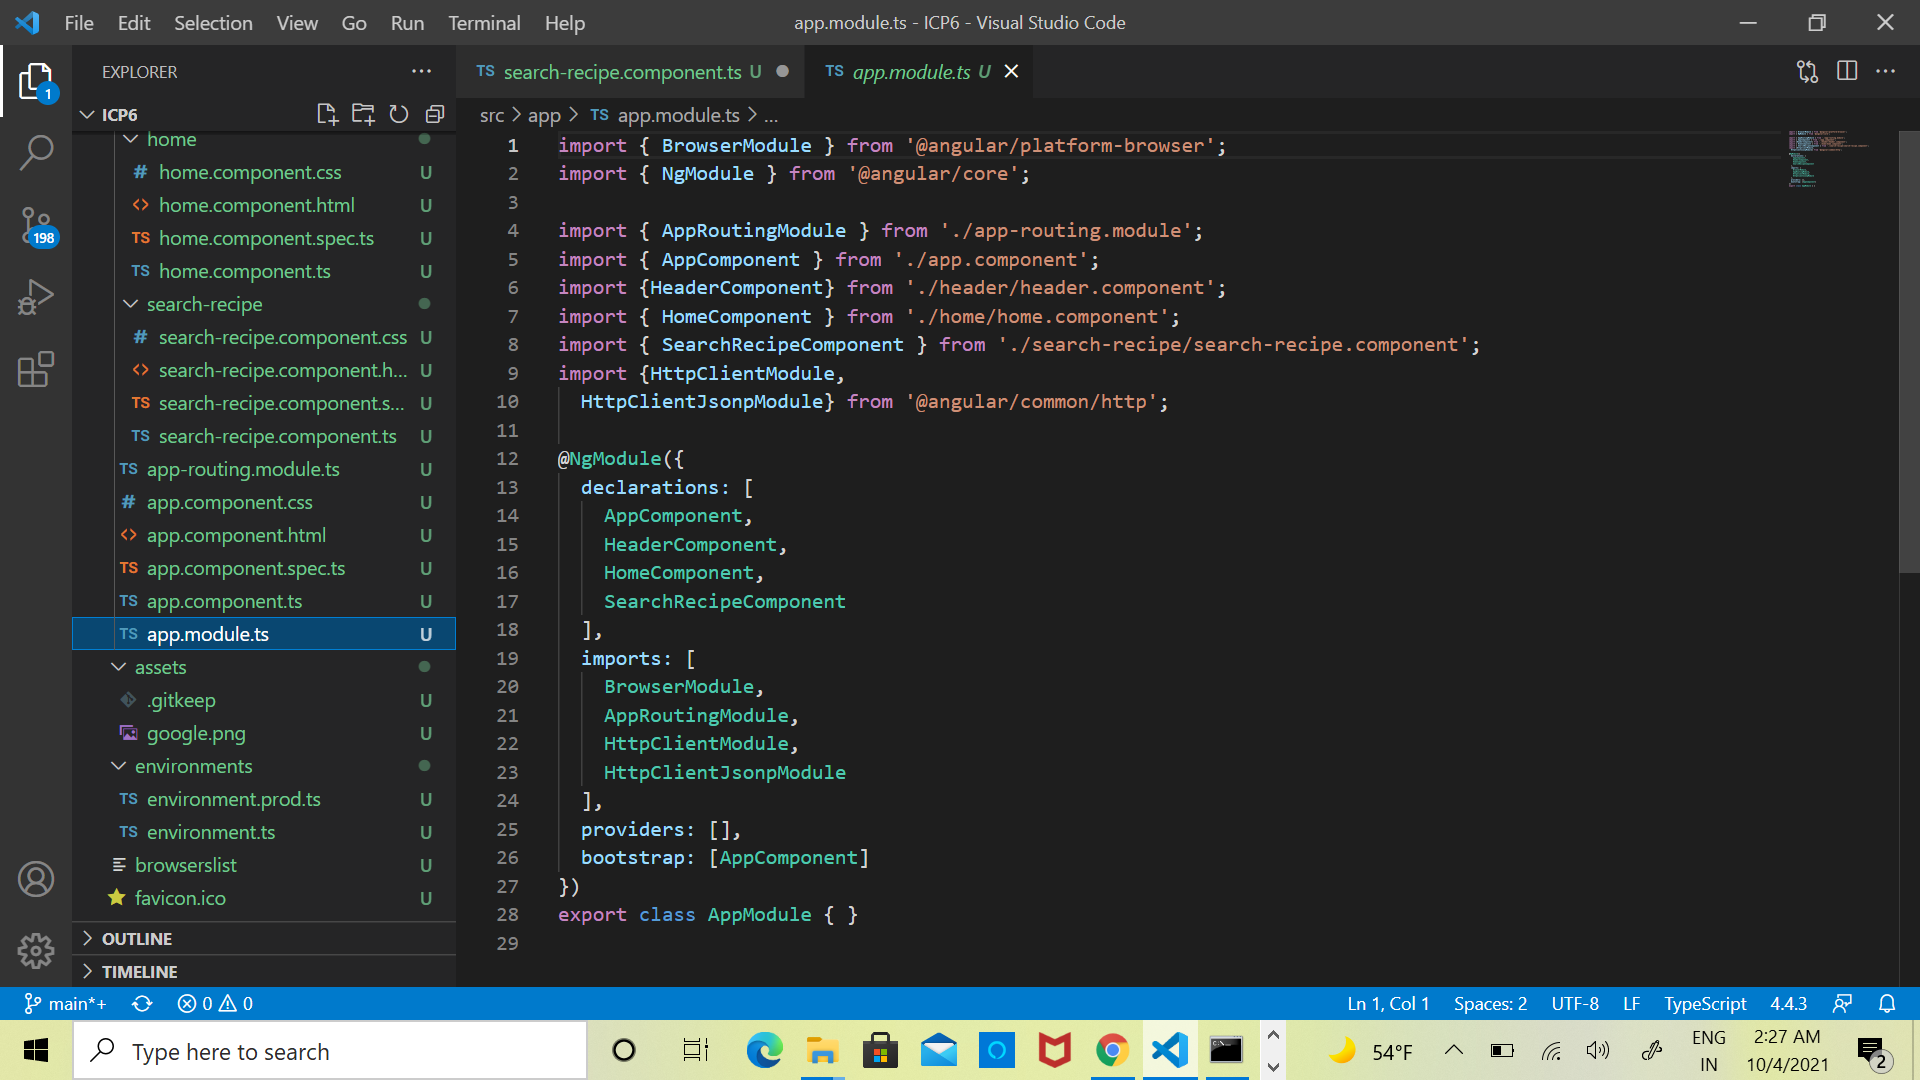 File Edit Selection View Go Run Terminal Help
app.module.ts - ICP6 - Visual Studio Code
EXPLORER
1
198
ICP6
home
# home.component.css U
<> home.component.html U
TS home.component.spec.ts U
TS home.component.ts U
search-recipe
# search-recipe.component.css U
<> search-recipe.component.h... U
TS search-recipe.component.s... U
TS search-recipe.component.ts U
TS app-routing.module.ts U
# app.component.css U
<> app.component.html U
TS app.component.spec.ts U
TS app.component.ts U
TS app.module.ts U
assets
.gitkeep U
google.png U
environments
TS environment.prod.ts U
TS environment.ts U
browserslist U
favicon.ico U
OUTLINE
TIMELINE
TS search-recipe.component.ts U
TS app.module.ts U
src > app > TS app.module.ts > ...
1 import { BrowserModule } from '@angular/platform-browser';
2 import { NgModule } from '@angular/core';
3
4 import { AppRoutingModule } from './app-routing.module';
5 import { AppComponent } from './app.component';
6 import {HeaderComponent} from './header/header.component';
7 import { HomeComponent } from './home/home.component';
8 import { SearchRecipeComponent } from './search-recipe/search-recipe.component';
9 import {HttpClientModule,
10 HttpClientJsonpModule} from '@angular/common/http';
11
12 @NgModule({
13 declarations: [
14 AppComponent,
15 HeaderComponent,
16 HomeComponent,
17 SearchRecipeComponent
18 ],
19 imports: [
20 BrowserModule,
21 AppRoutingModule,
22 HttpClientModule,
23 HttpClientJsonpModule
24 ],
25 providers: [],
26 bootstrap: [AppComponent]
27 })
28 export class AppModule { }
29
main*+ 0 0
Ln 1, Col 1 Spaces: 2 UTF-8 LF TypeScript 4.4.3
Type here to search
54°F
ENG
IN
2:27 AM
10/4/2021
2